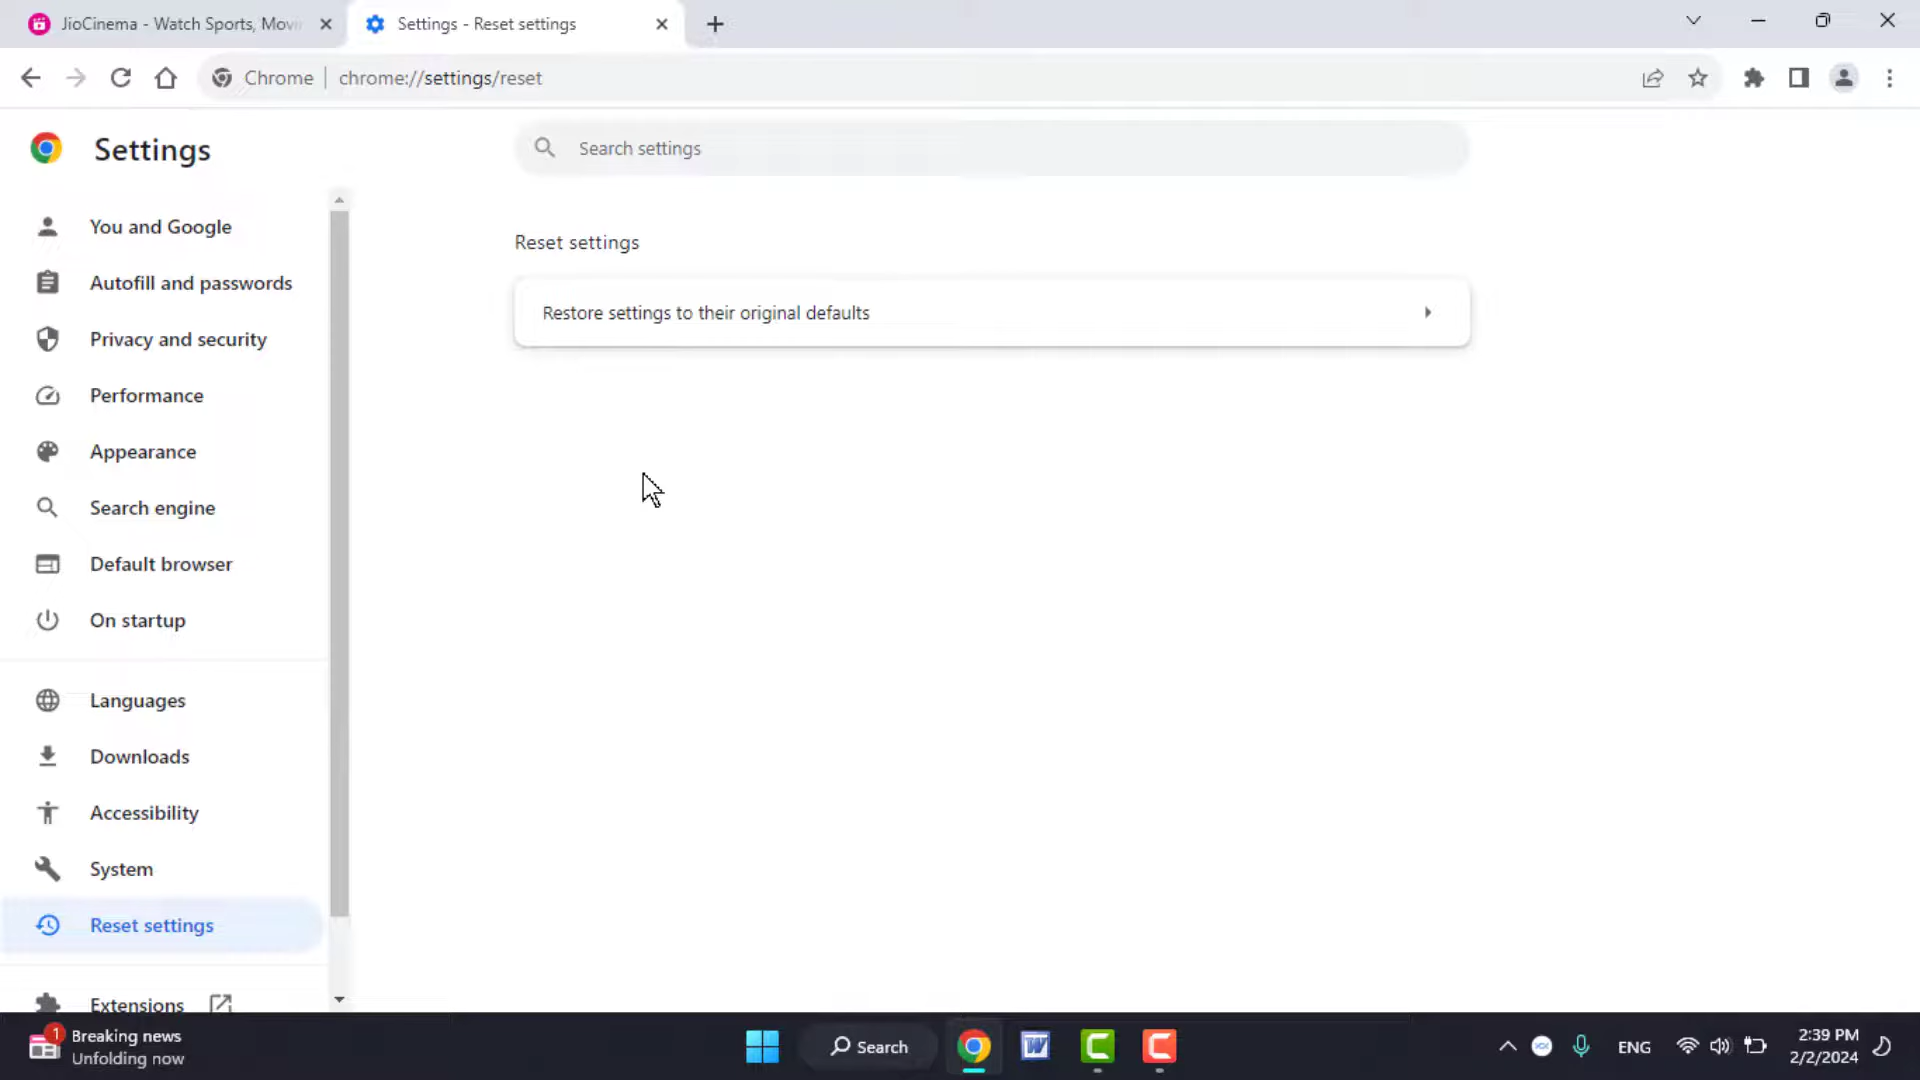 JioCinema - Watch Sports, Movi
Settings - Reset settings
Chrome
chrome://settings/reset
Settings
Search settings
You and Google
Autofill and passwords
Privacy and security
Performance
Appearance
Search engine
Default browser
On startup
Languages
Downloads
Accessibility
System
Reset settings
Extensions
Reset settings
Restore settings to their original defaults
1
Breaking news
Unfolding now
Search
W
ENG
2:39 PM
2/2/2024